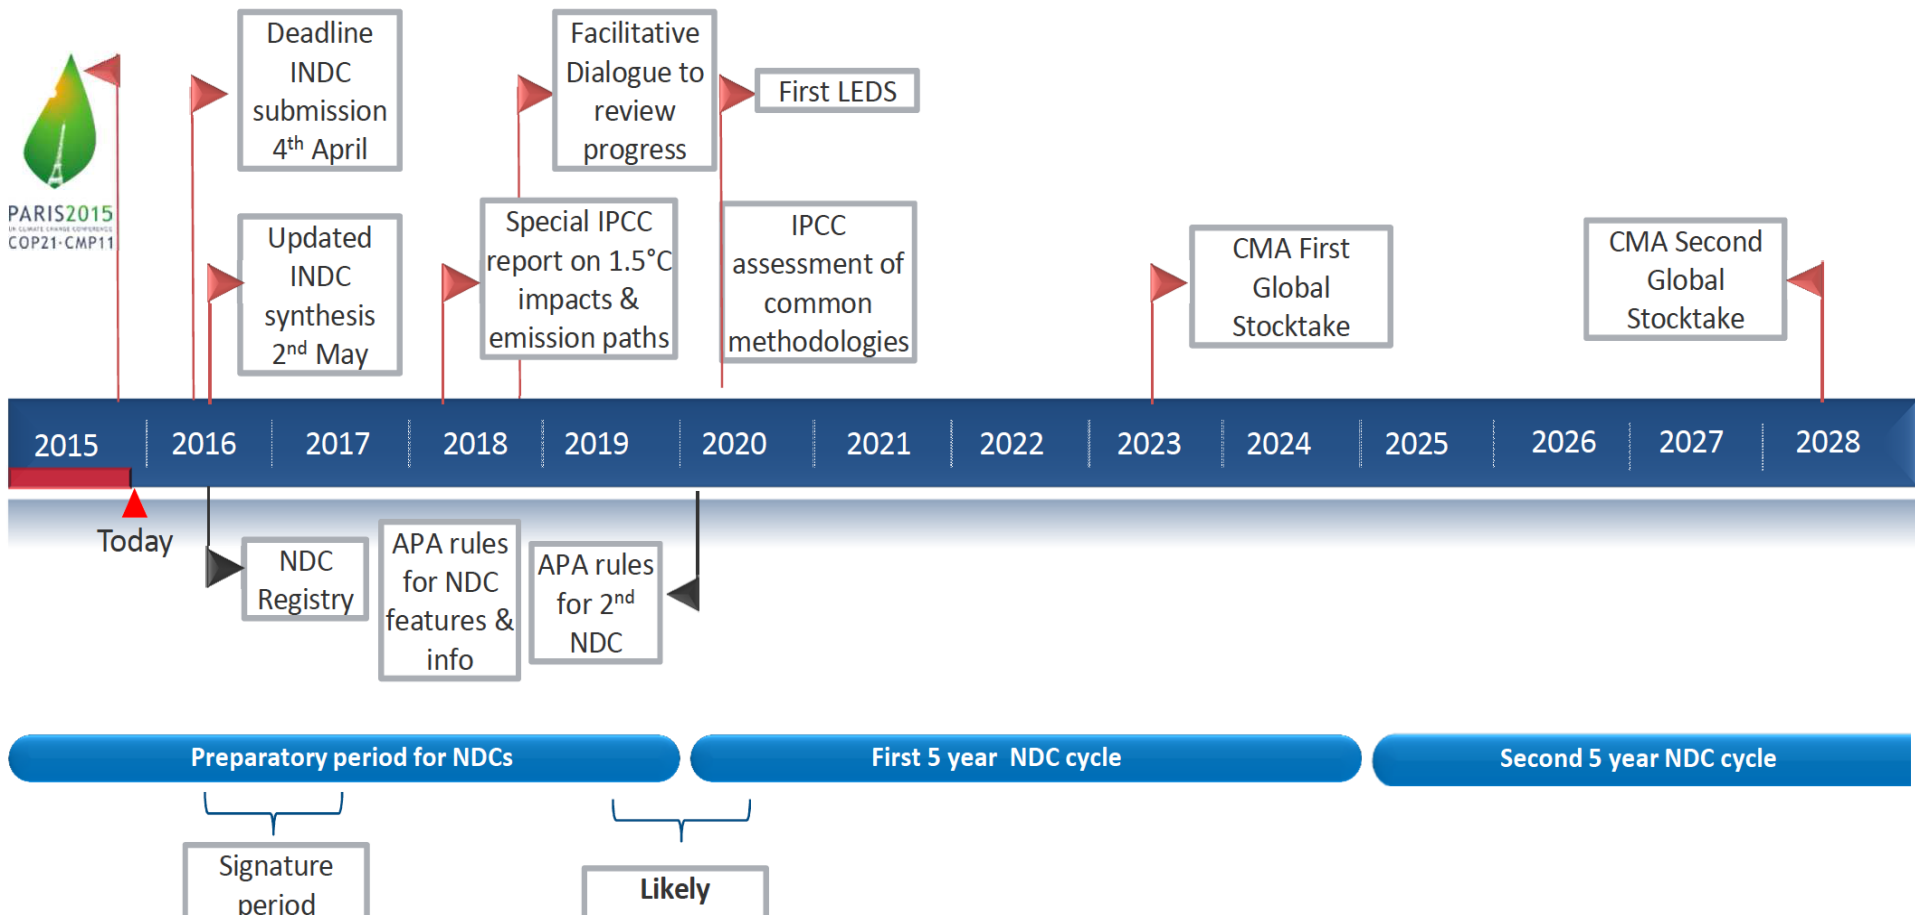 Deadline
INDC
submission
4th April
Facilitative
Dialogue to
review
progress
First LEDS
PARIS2015
UN CLIMATE CHANGE CONFERENCE
COP21·CMP11
Updated
INDC
synthesis
2nd May
Special IPCC
report on 1.5°C
impacts &
emission paths
IPCC
assessment of
common
methodologies
CMA First
Global
Stocktake
CMA Second
Global
Stocktake
2015 2016 2017 2018 2019 2020 2021 2022 2023 2024 2025 2026 2027 2028
Today
NDC
Registry
APA rules
for NDC
features &
info
APA rules
for 2nd
NDC
Preparatory period for NDCs
First 5 year NDC cycle
Second 5 year NDC cycle
Signature
period
Likely